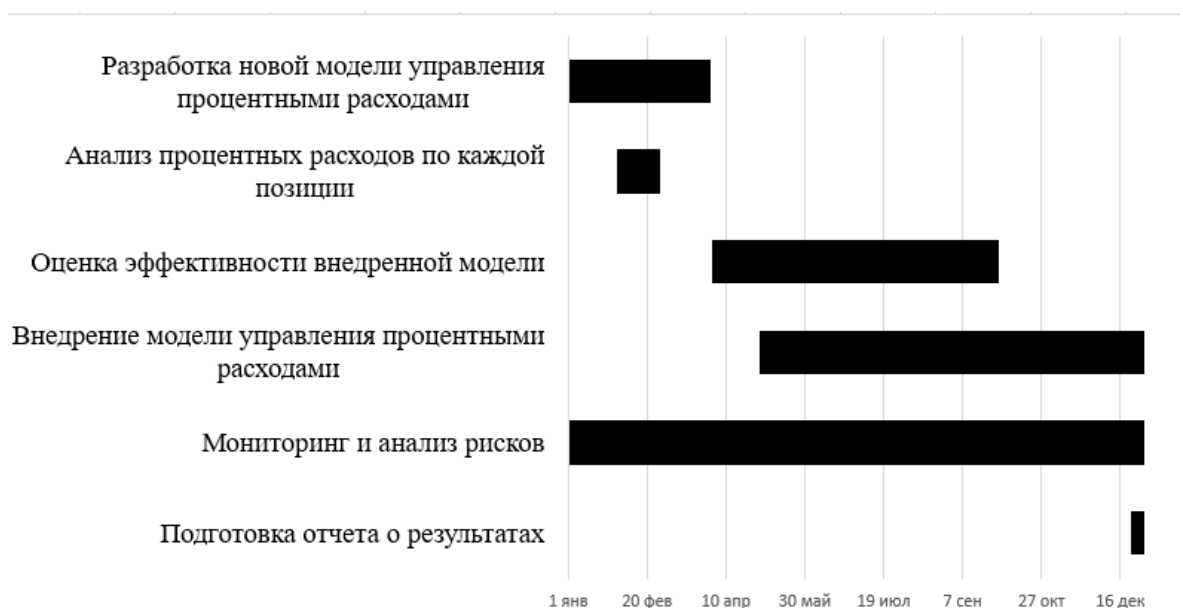 Разработка новой модели управления
процентными расходами
Анализ процентных расходов по каждой
позиции
Оценка эффективности внедренной модели
Внедрение модели управления процентными
расходами
Мониторинг и анализ рисков
Подготовка отчета о результатах
1 янв 20 фев 10 апр 30 май 19 июл 7 сен 27 окт 16 дек